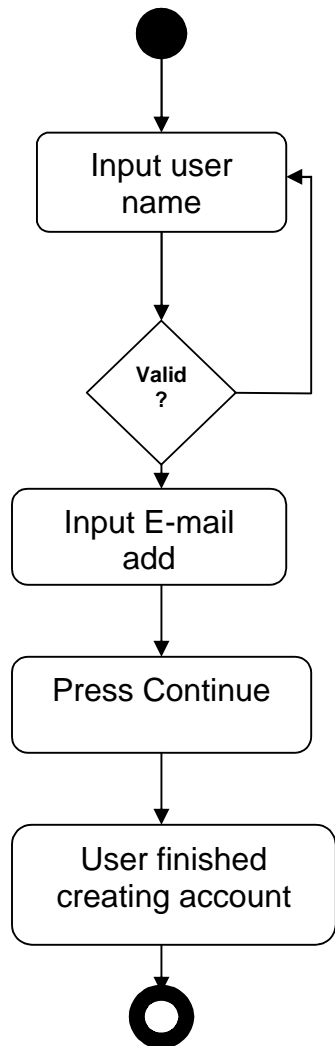 Input user
name
Valid
?
Input E-mail
add
Press Continue
User finished
creating account